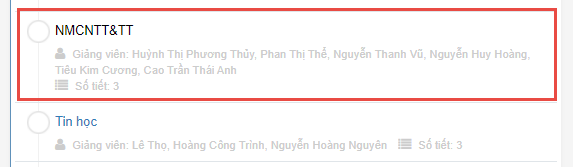 NMCNTT&TT
Giảng viên: Huỳnh Thị Phương Thúy, Phan Thị Thể, Nguyễn Thanh Vũ, Nguyễn Huy Hoàng,
Tiêu Kim Cương, Cao Trần Thái Anh
Số tiết: 3
Tin học
Giảng viên: Lê Thọ, Hoàng Công Trình, Nguyễn Hoàng Nguyên Số tiết: 3